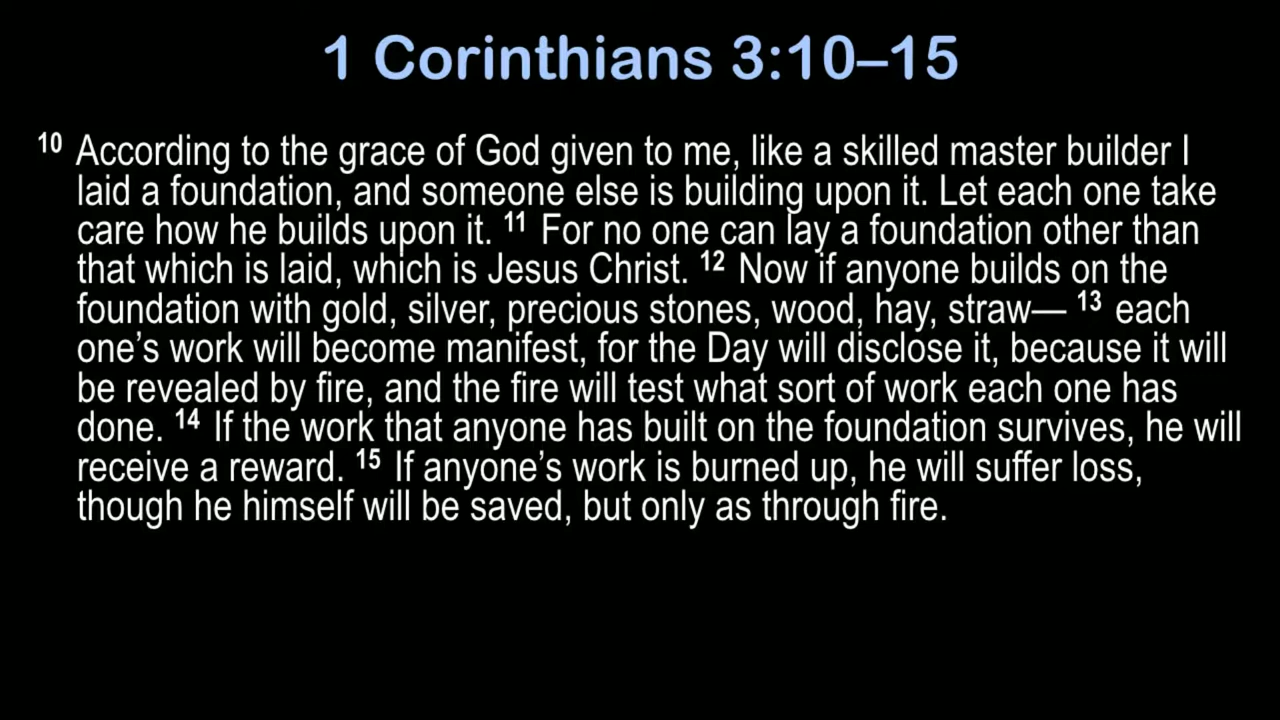 1 Corinthians 3:10–15
10 According to the grace of God given to me, like a skilled master builder I
laid a foundation, and someone else is building upon it. Let each one take
care how he builds upon it. 11 For no one can lay a foundation other than
that which is laid, which is Jesus Christ. 12 Now if anyone builds on the
foundation with gold, silver, precious stones, wood, hay, straw— 13 each
one’s work will become manifest, for the Day will disclose it, because it will
be revealed by fire, and the fire will test what sort of work each one has
done. 14 If the work that anyone has built on the foundation survives, he will
receive a reward. 15 If anyone’s work is burned up, he will suffer loss,
though he himself will be saved, but only as through fire.